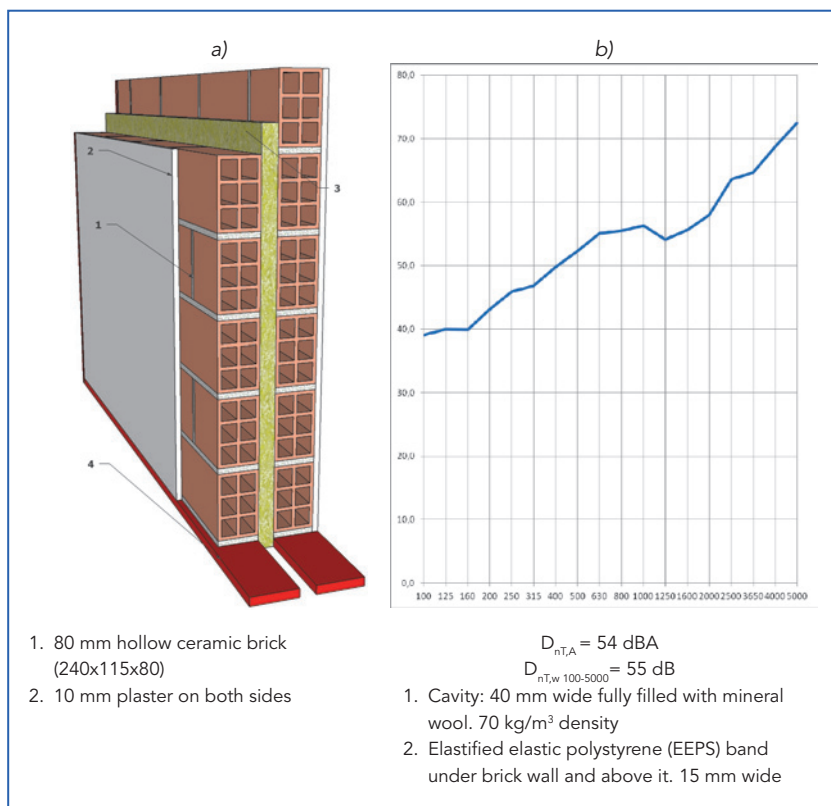 a)
2
1
3
4
b)
80,0
70,0
60,0
50,0
40,0
30,0
20,0
10,0
0,0
100 125 160 200 250 315 400 500 630 800 1000 1250 1600 2000 2500 3650 4000 5000
1. 80 mm hollow ceramic brick
(240x115x80)
2. 10 mm plaster on both sides
DnT,A = 54 dBA
DnT,w 100-5000= 55 dB
1. Cavity: 40 mm wide fully filled with mineral
wool. 70 kg/m³ density
2. Elastified elastic polystyrene (EEPS) band
under brick wall and above it. 15 mm wide